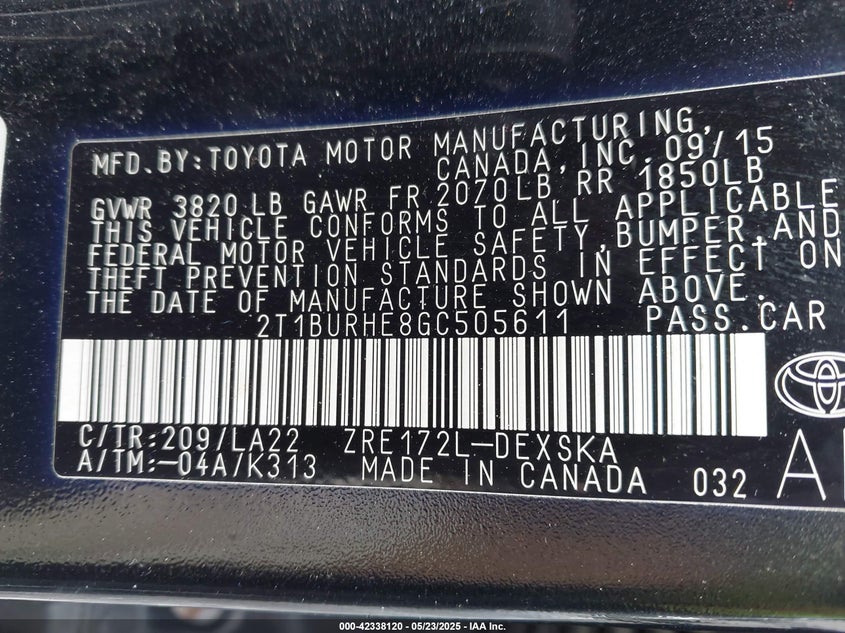 MFD.BY:TOYOTA MOTOR MANUFACTURING,
CANADA,INC. 09/15
GVWR 3820 LB GAWR FR 2070LB RR 1850LB
THIS VEHICLE CONFORMS TO ALL APPLICABLE
FEDERAL MOTOR VEHICLE SAFETY,BUMPER,AND
THEFT PREVENTION STANDARDS IN EFFECT ON
THE DATE OF MANUFACTURE SHOWN ABOVE.
2T1BURHE8GC505611 PASS.CAR
C/TR:209/LA22 ZRE172L-DEXSKA
A/TM:-04A/K313 MADE IN CANADA 032
A
000-42338120 - 05/23/2025 - IAA Inc.